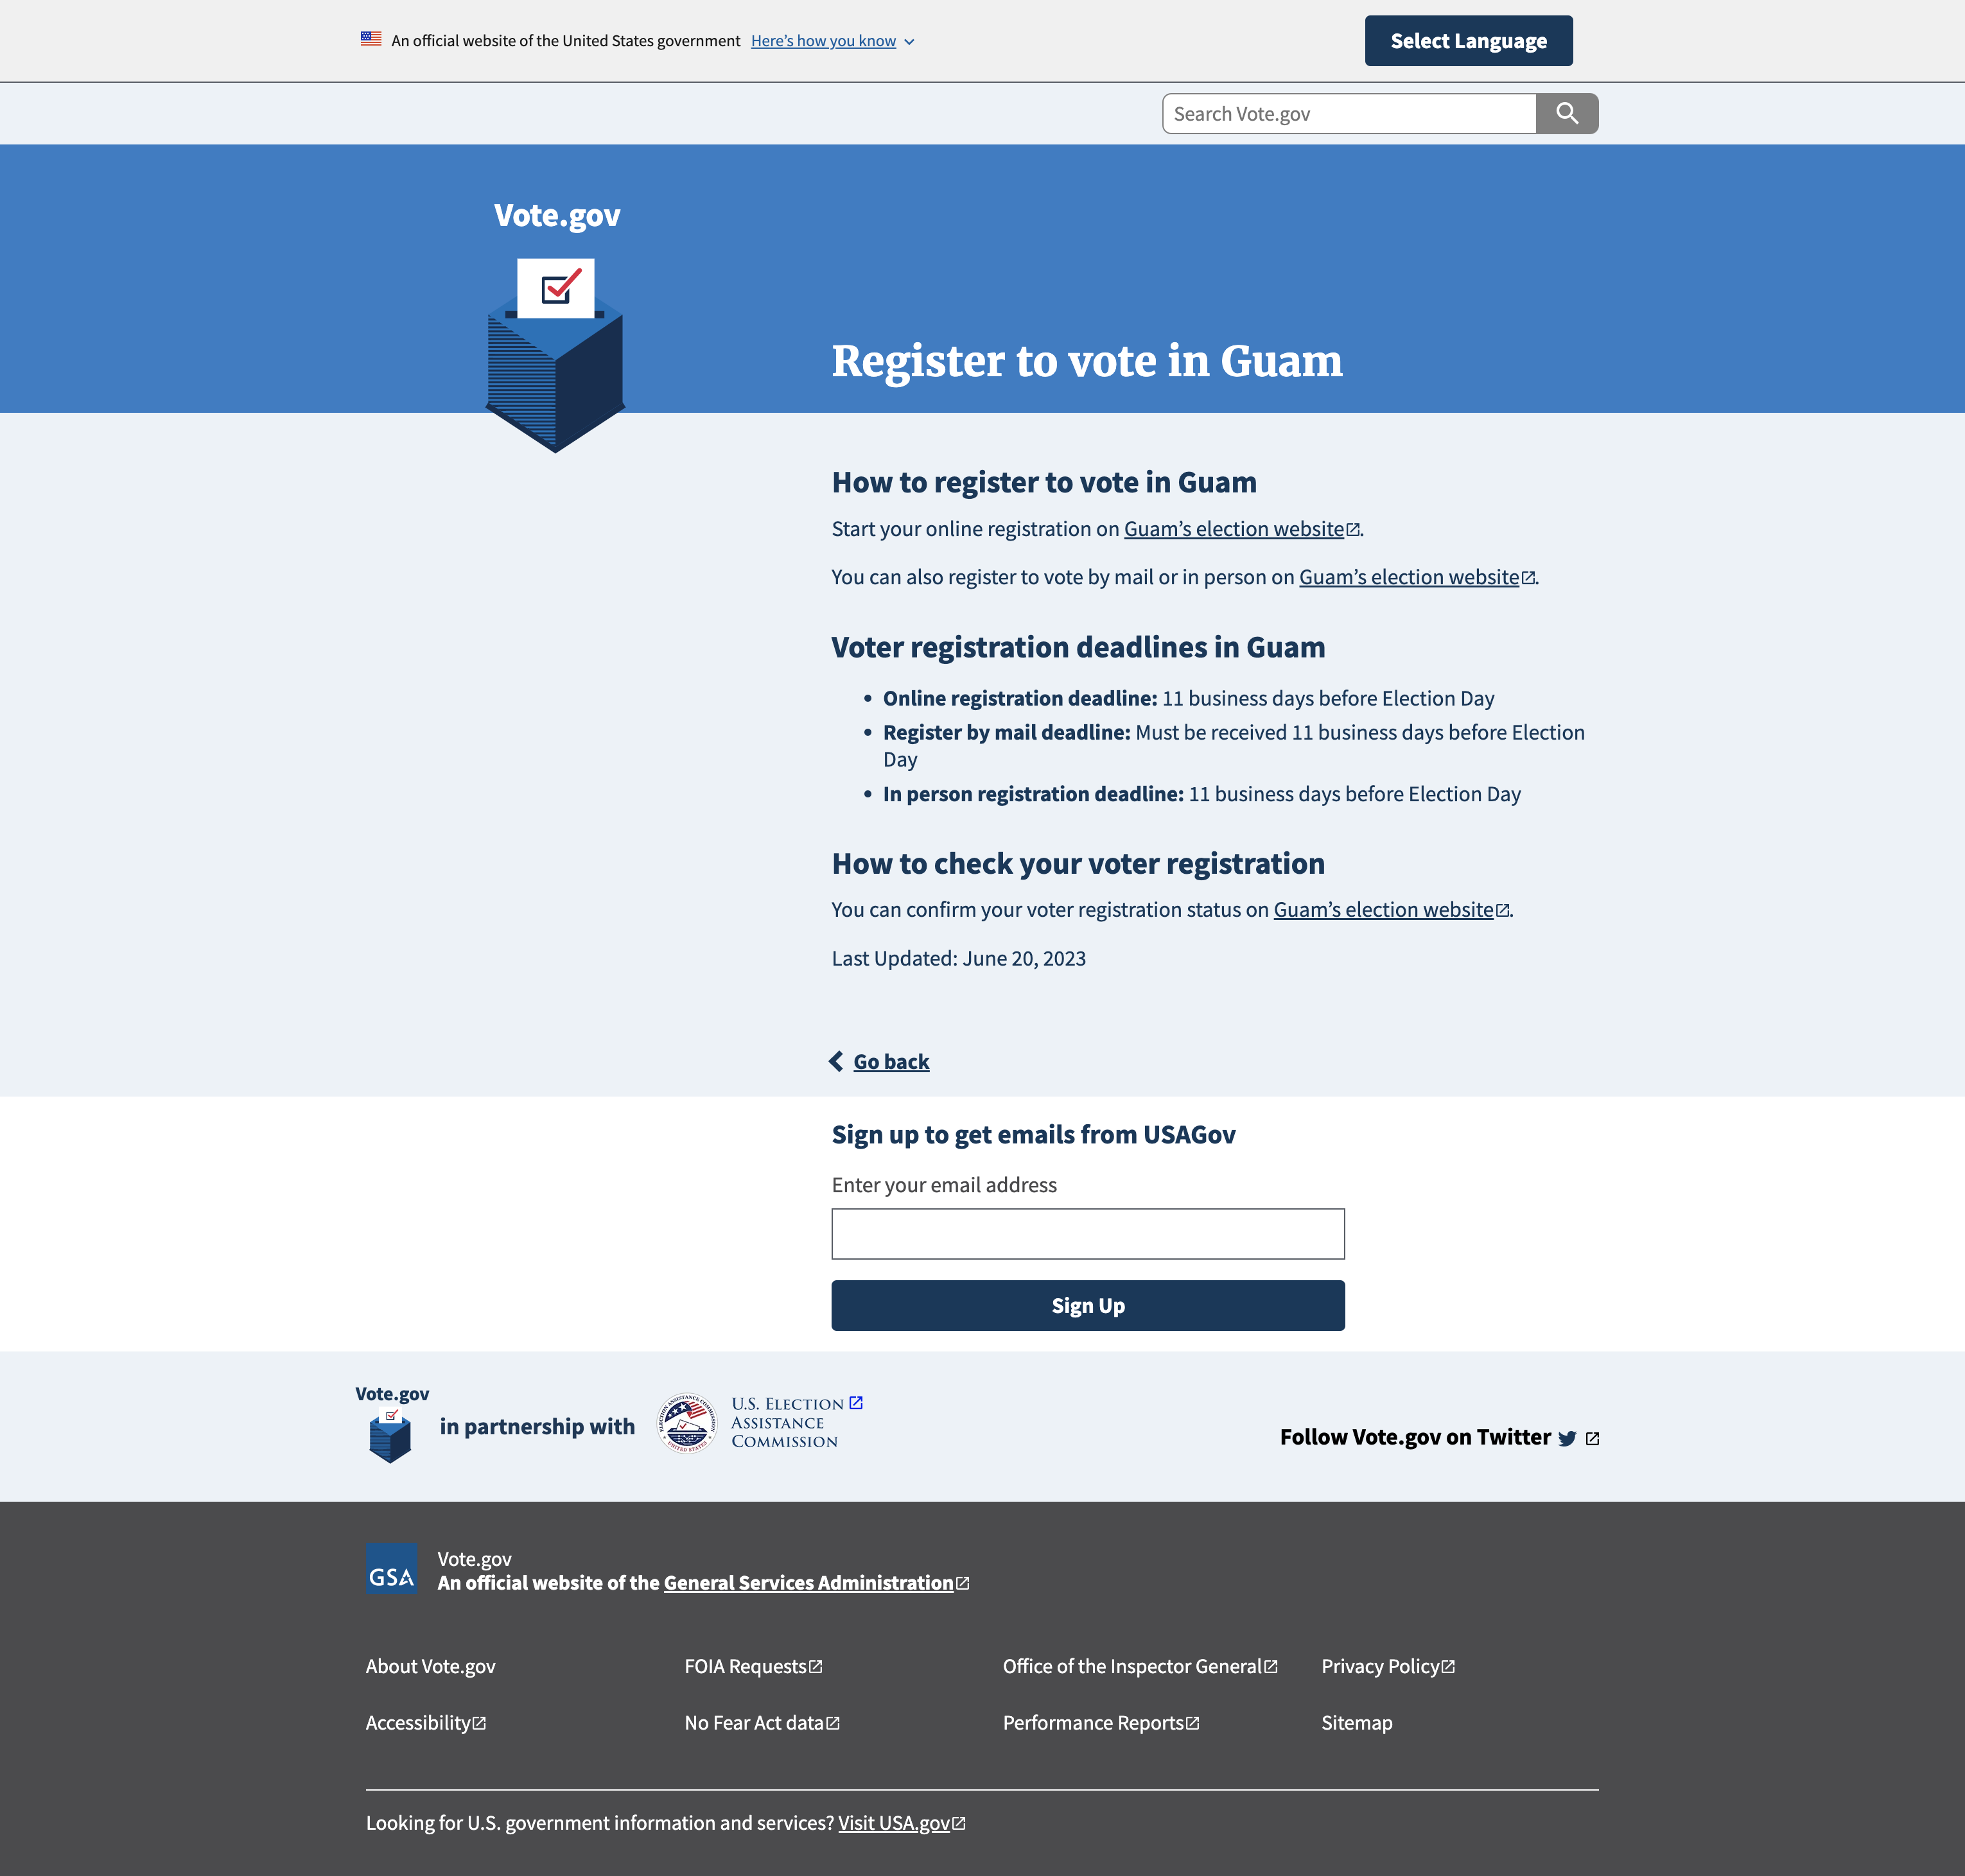 An official website of the United States government Here’s how you know
Select Language
Search Vote.gov
Vote.gov
Register to vote in Guam
How to register to vote in Guam
Start your online registration on Guam’s election website.
You can also register to vote by mail or in person on Guam’s election website.
Voter registration deadlines in Guam
• Online registration deadline: 11 business days before Election Day
• Register by mail deadline: Must be received 11 business days before Election
Day
• In person registration deadline: 11 business days before Election Day
How to check your voter registration
You can confirm your voter registration status on Guam’s election website.
Last Updated: June 20, 2023
Go back
Sign up to get emails from USAGov
Enter your email address
Sign Up
Vote.gov
in partnership with
ELECTION ASSISTANCE COMMISSION
UNITED STATES
U.S. ELECTION
ASSISTANCE
COMMISSION
Follow Vote.gov on Twitter
GSA
Vote.gov
An official website of the General Services Administration
About Vote.gov FOIA Requests Office of the Inspector General Privacy Policy
Accessibility No Fear Act data Performance Reports Sitemap
Looking for U.S. government information and services? Visit USA.gov